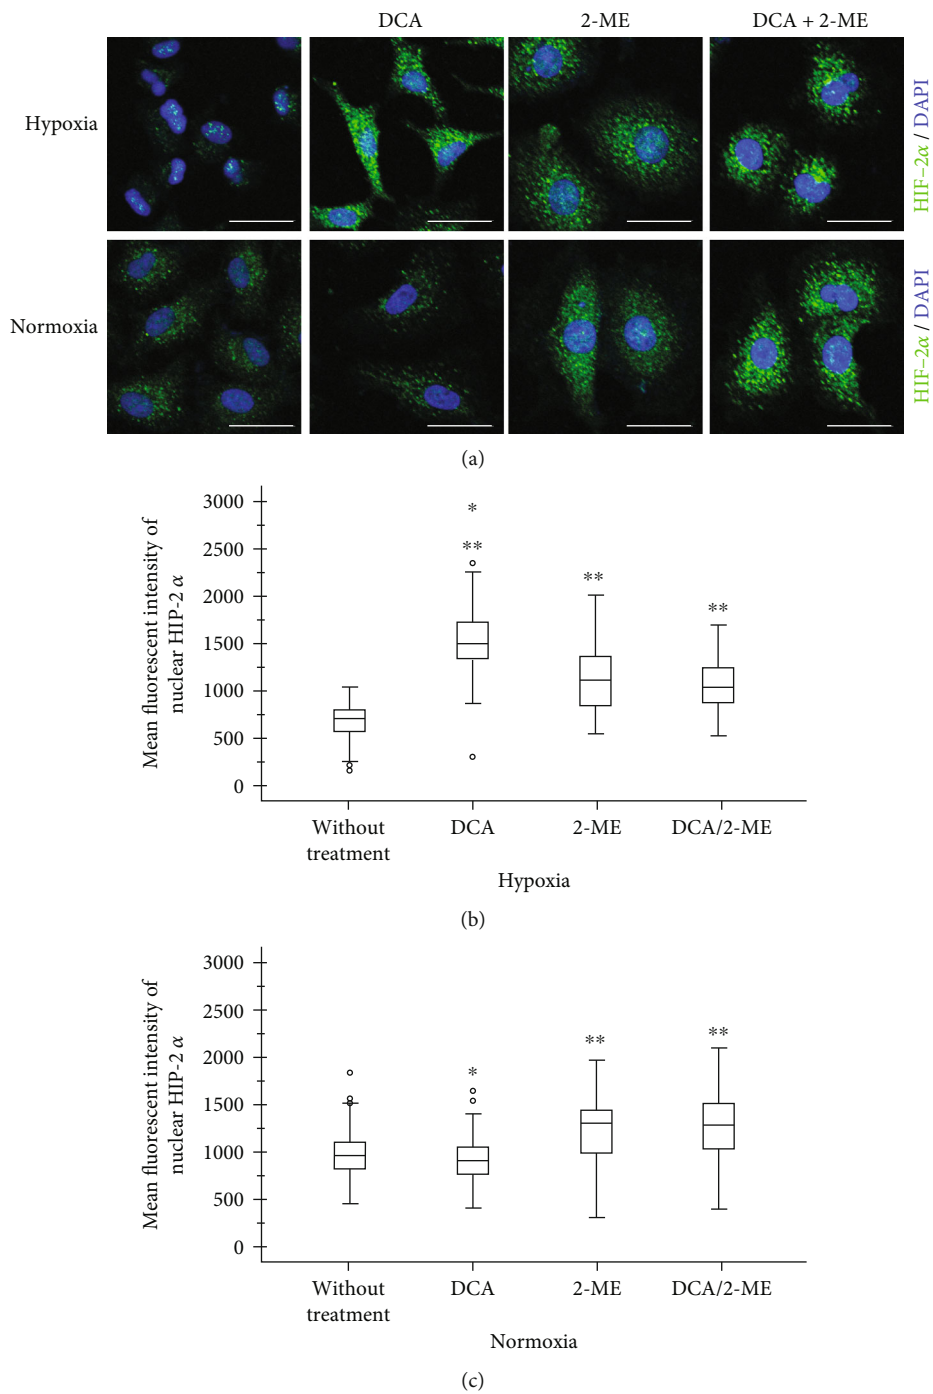 DCA 2-ME DCA + 2-ME
Hypoxia
HIF-2α / DAPI
Normoxia
HIF-2α / DAPI
(a)
Mean fluorescent intensity of
nuclear HIP-2 α
3000
2500
2000
1500
1000
500
0
*
**
**
**
Without
treatment
DCA
2-ME
DCA/2-ME
Hypoxia
(b)
Mean fluorescent intensity of
nuclear HIP-2 α
3000
2500
2000
1500
1000
500
0
*
**
**
Without
treatment
DCA
2-ME
DCA/2-ME
Normoxia
(c)